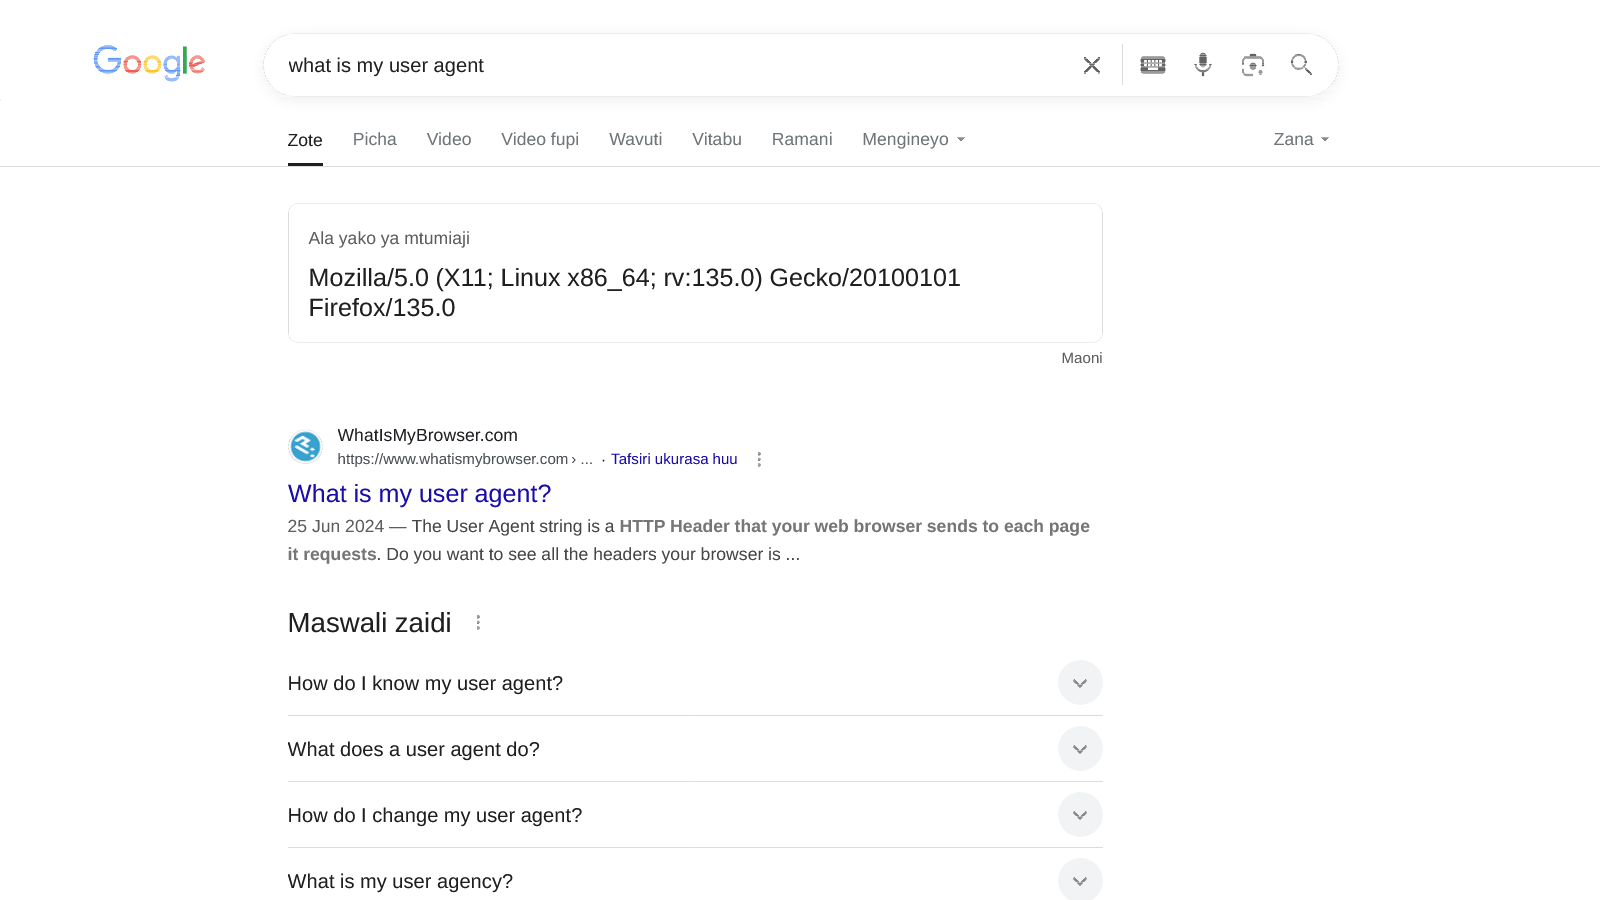 Google
what is my user agent
Zote Picha Video Video fupi Wavuti Vitabu Ramani Mengineyo Zana
Ala yako ya mtumiaji
Mozilla/5.0 (X11; Linux x86_64; rv:135.0) Gecko/20100101
Firefox/135.0
Maoni
WhatIsMyBrowser.com
https://www.whatismybrowser.com › ... · Tafsiri ukurasa huu
What is my user agent?
25 Jun 2024 — The User Agent string is a HTTP Header that your web browser sends to each page
it requests. Do you want to see all the headers your browser is ...
Maswali zaidi
How do I know my user agent?
What does a user agent do?
How do I change my user agent?
What is my user agency?